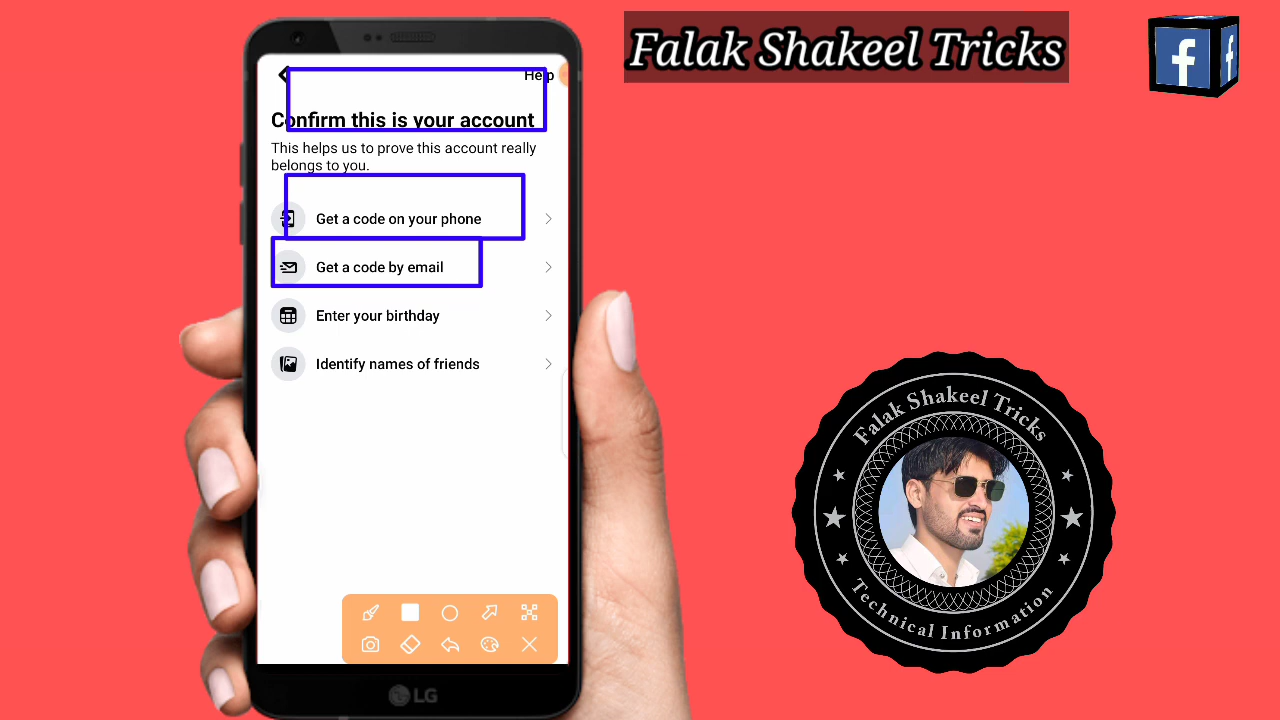 Falak Shakeel Tricks
Help
Confirm this is your account
This helps us to prove this account really
belongs to you.
Get a code on your phone
Get a code by email
Enter your birthday
Identify names of friends
LG
Falak Shakeel Tricks
Technical Information